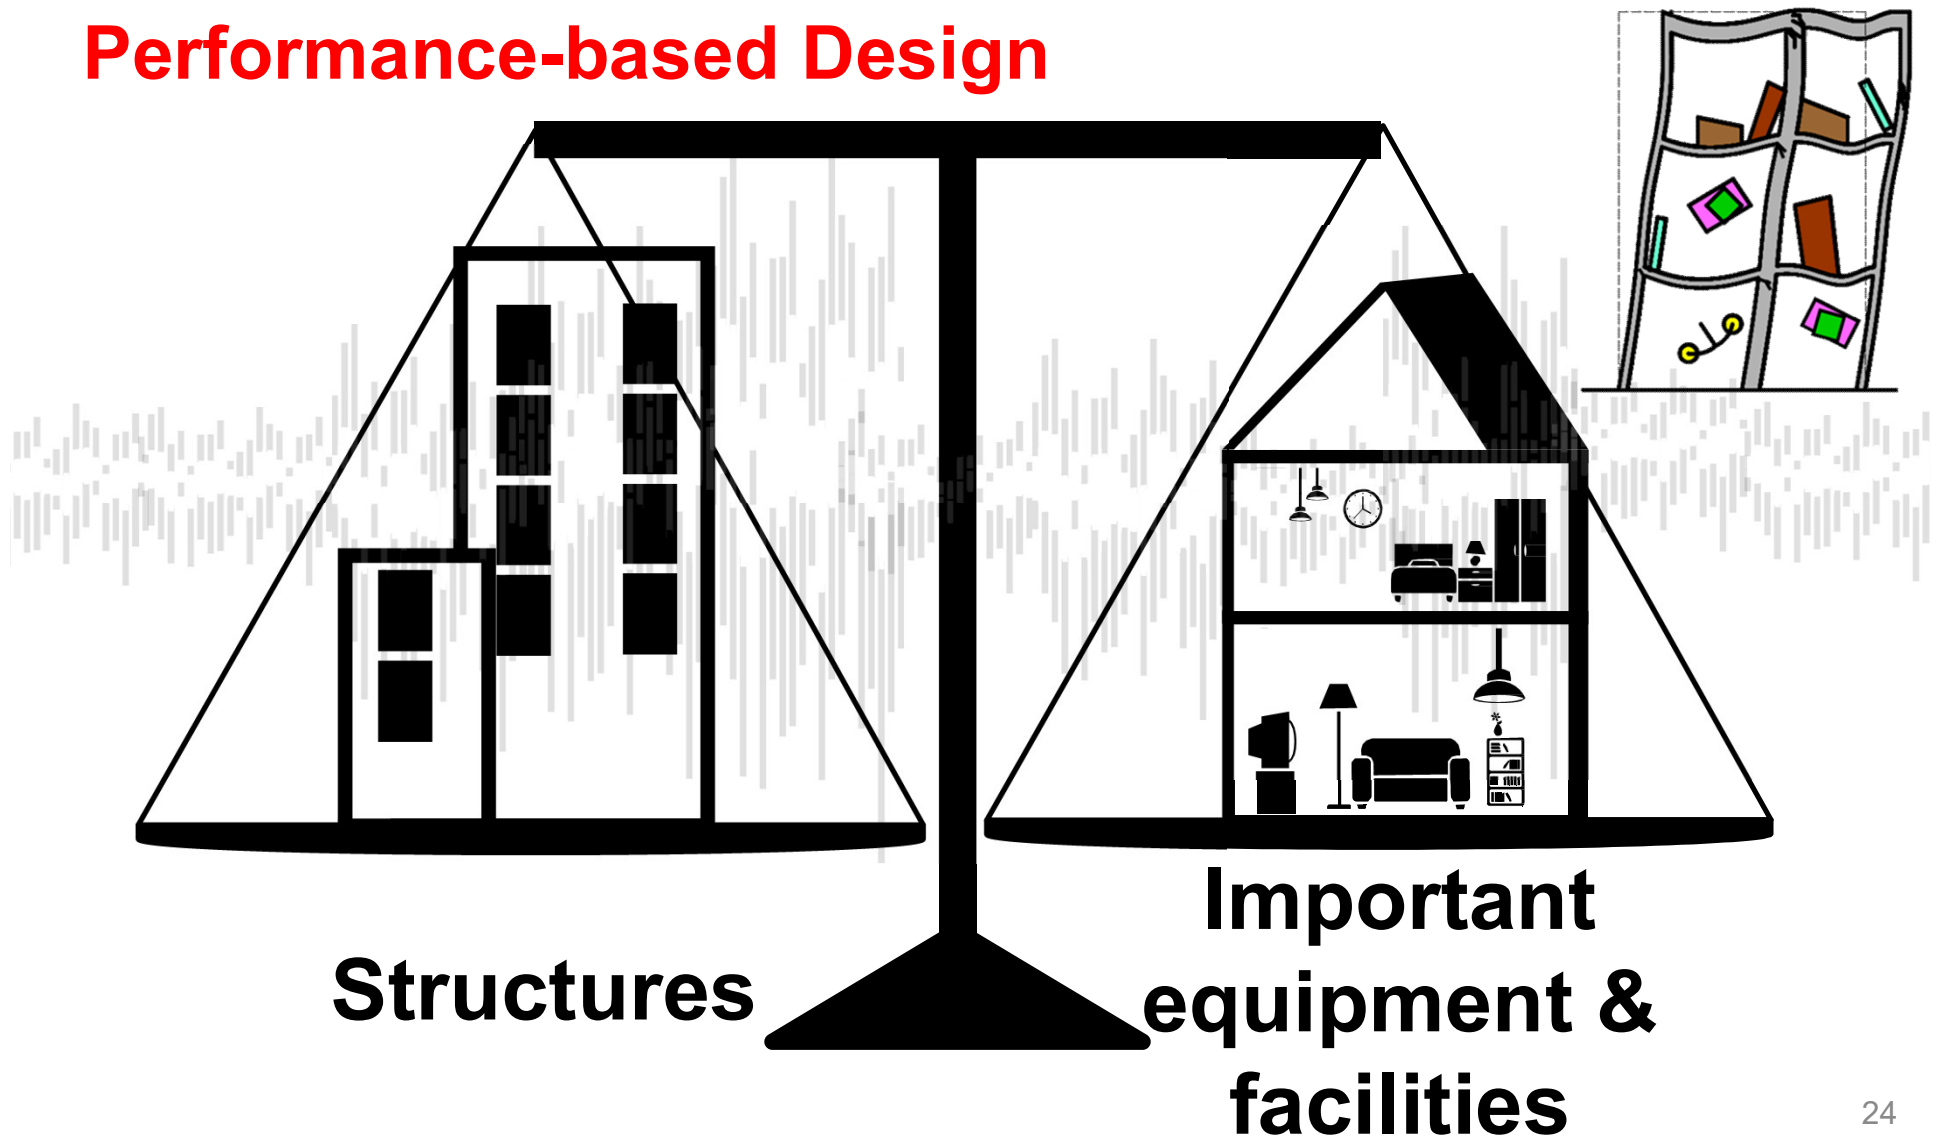 Performance-based Design
Structures
Important
equipment &
facilities
24